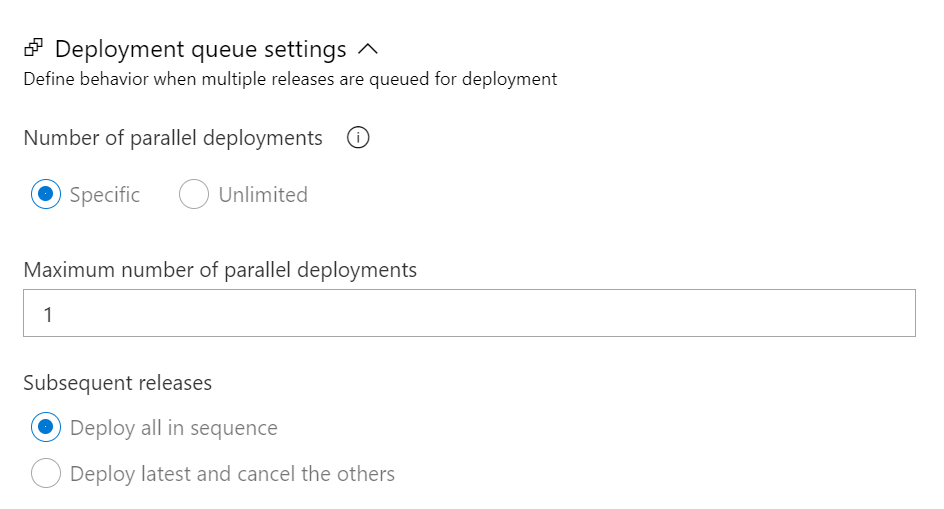 Deployment queue settings
Define behavior when multiple releases are queued for deployment
Number of parallel deployments
Specific Unlimited
Maximum number of parallel deployments
1
Subsequent releases
Deploy all in sequence
Deploy latest and cancel the others